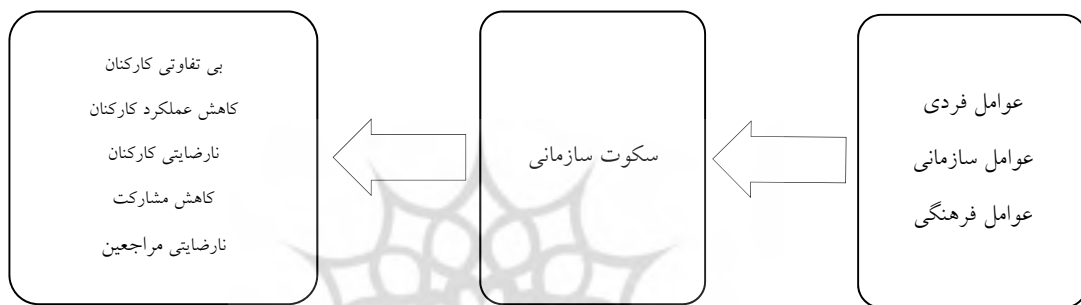 عوامل فردی
عوامل سازمانی
عوامل فرهنگی
سکوت سازمانی
بی تفاوتی کارکنان
کاهش عملکرد کارکنان
نارضایتی کارکنان
کاهش مشارکت
نارضایتی مراجعین